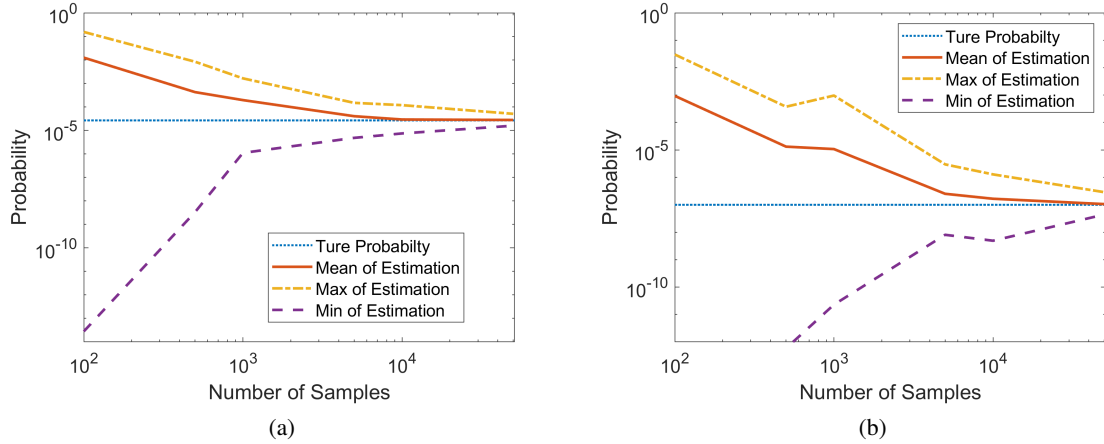 10^0
10^-5
10^-10
Probability
Ture Probabilty
Mean of Estimation
Max of Estimation
Min of Estimation
10^2
10^3
10^4
Number of Samples
(a)
10^0
10^-5
10^-10
Probability
Ture Probabilty
Mean of Estimation
Max of Estimation
Min of Estimation
10^2
10^3
10^4
Number of Samples
(b)